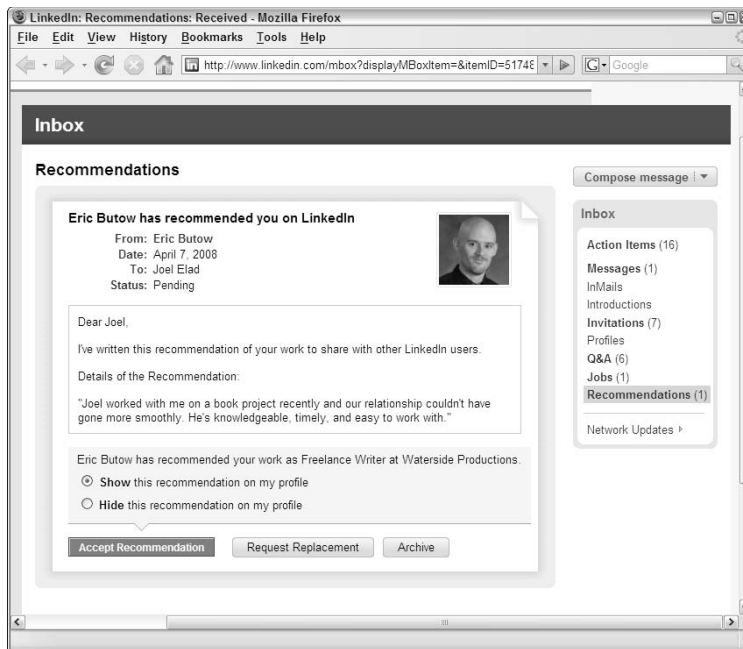 LinkedIn: Recommendations: Received - Mozilla Firefox
File Edit View History Bookmarks Tools Help
http://www.linkedin.com/mbox?displayMBoxItem=&itemID=51748
G Google
Inbox
Recommendations
Compose message
Eric Butow has recommended you on LinkedIn
From: Eric Butow
Date: April 7, 2008
To: Joel Elad
Status: Pending
Dear Joel,
I've written this recommendation of your work to share with other LinkedIn users.
Details of the Recommendation:
"Joel worked with me on a book project recently and our relationship couldn't have
gone more smoothly. He's knowledgeable, timely, and easy to work with."
Eric Butow has recommended your work as Freelance Writer at Waterside Productions.
Show this recommendation on my profile
Hide this recommendation on my profile
Accept Recommendation Request Replacement Archive
Inbox
Action Items (16)
Messages (1)
InMails
Introductions
Invitations (7)
Profiles
Q&A (6)
Jobs (1)
Recommendations (1)
Network Updates